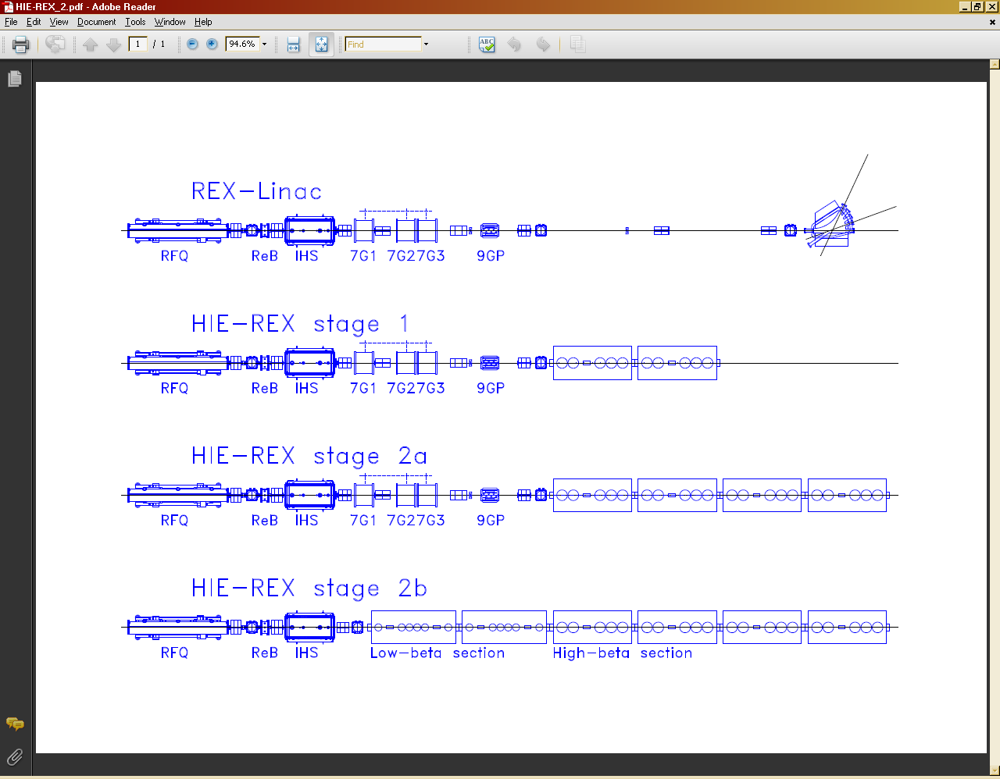 HIE-REX_2.pdf - Adobe Reader
File Edit View Document Tools Window Help
1 / 1 94.6% Find ABC
REX-Linac
RFQ ReB IHS 7G1 7G27G3 9GP
HIE-REX stage 1
RFQ ReB IHS 7G1 7G27G3 9GP
HIE-REX stage 2a
RFQ ReB IHS 7G1 7G27G3 9GP
HIE-REX stage 2b
RFQ ReB IHS Low-beta section High-beta section